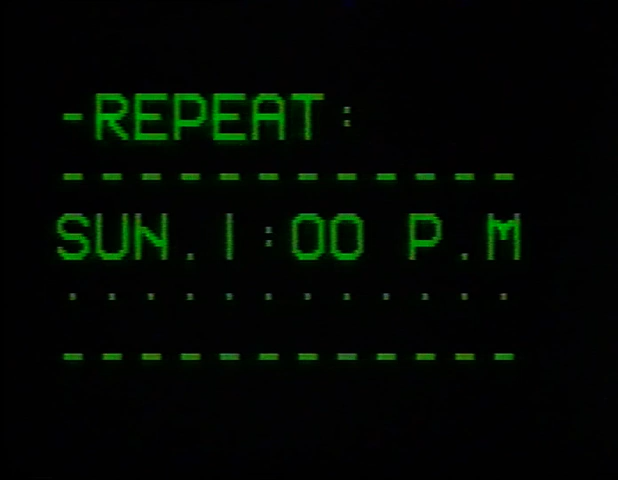 -REPEAT:
------------
SUN.1:00 P.M
............
------------